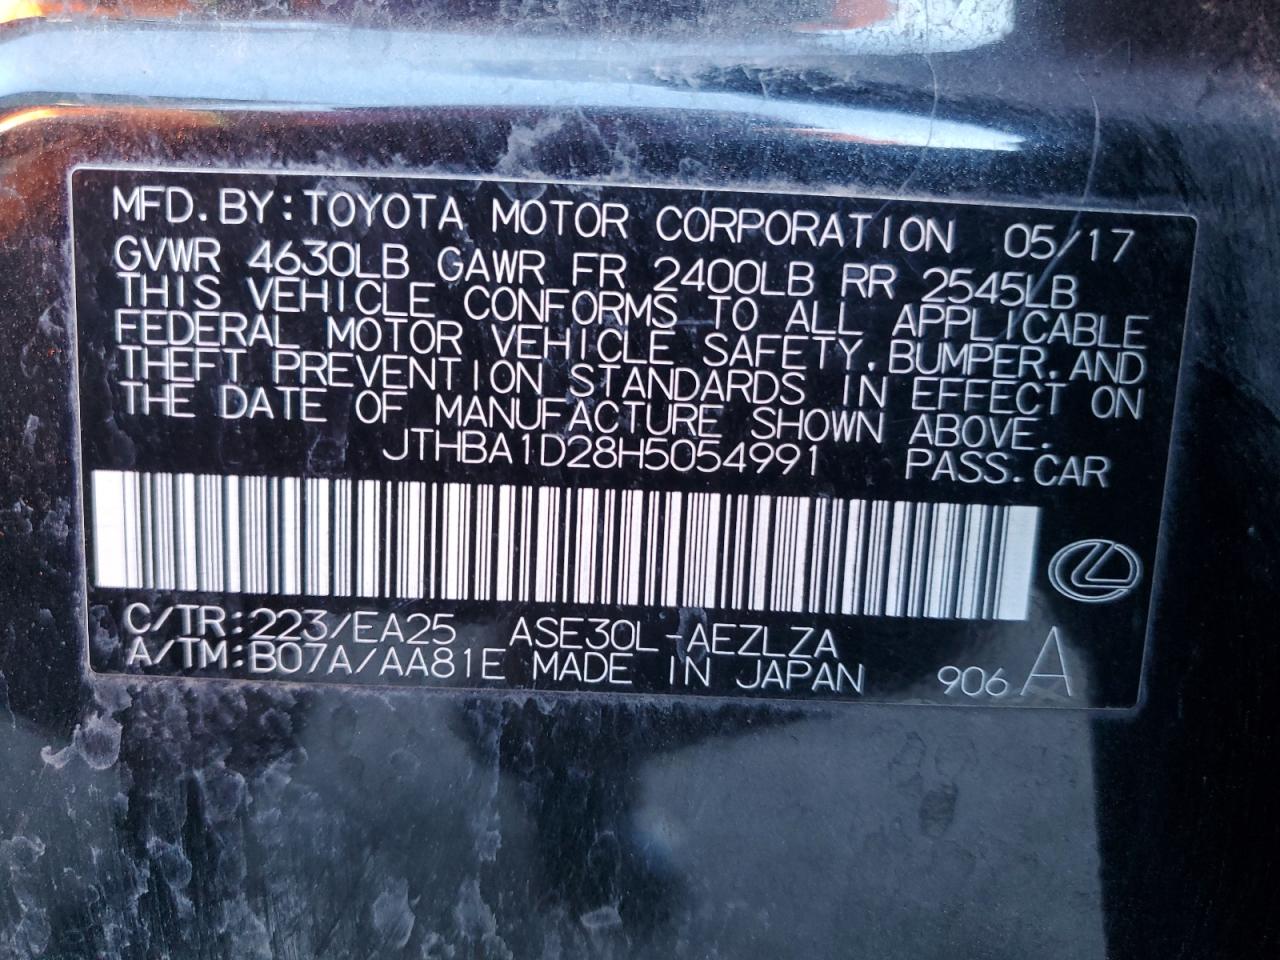 MFD. BY: TOYOTA MOTOR CORPORATION 05/17
GVWR 4630LB GAWR FR 2400LB RR 2545LB
THIS VEHICLE CONFORMS TO ALL APPLICABLE
FEDERAL MOTOR VEHICLE SAFETY, BUMPER, AND
THEFT PREVENTION STANDARDS IN EFFECT ON
THE DATE OF MANUFACTURE SHOWN ABOVE.
JTHBA1D28H5054991 PASS. CAR
C/TR: 223/EA25 ASE30L-AEZLZA
A/TM: B07A/AA81E MADE IN JAPAN 906 A